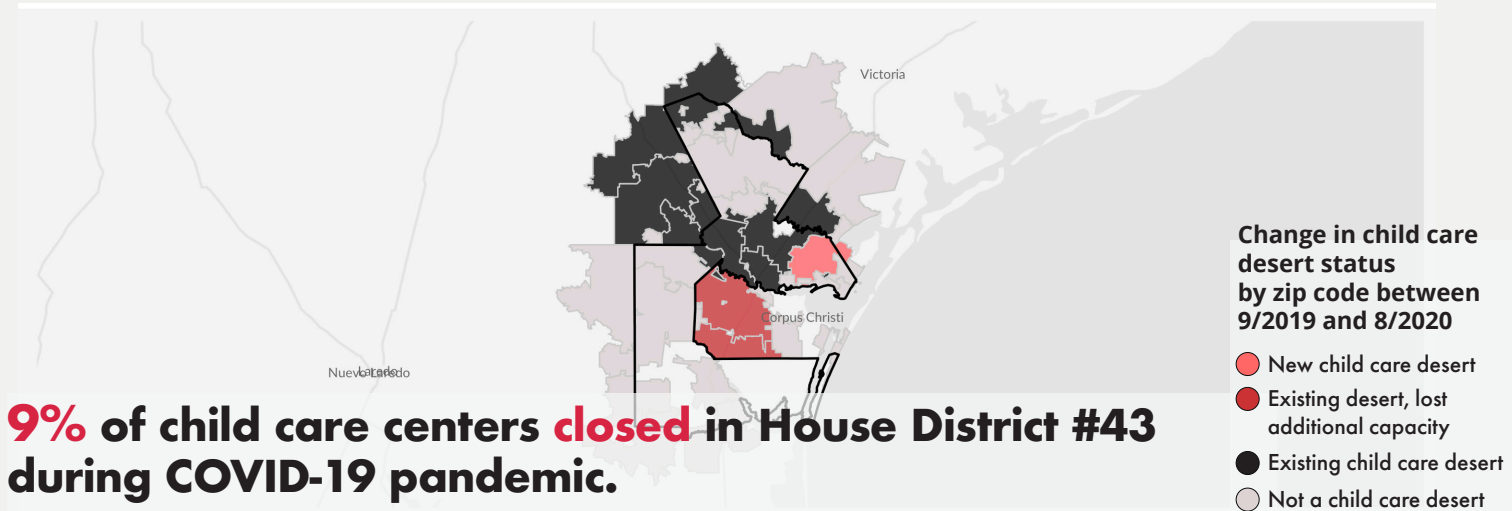 Victoria
Corpus Christi
Nuevo Laredo
Laredo
9% of child care centers closed in House District #43
during COVID-19 pandemic.
Change in child care
desert status
by zip code between
9/2019 and 8/2020
New child care desert
Existing desert, lost
additional capacity
Existing child care desert
Not a child care desert